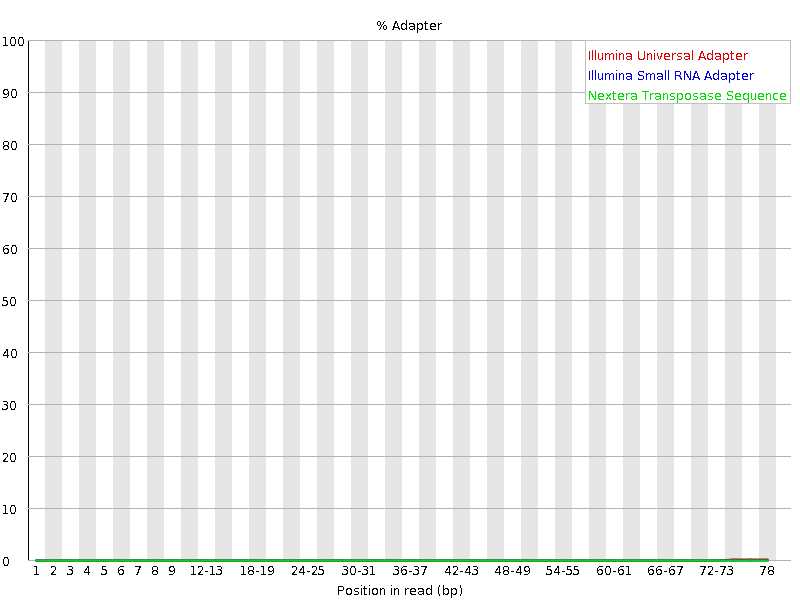 % Adapter
100
90
80
70
60
50
40
30
20
10
0
Illumina Universal Adapter
Illumina Small RNA Adapter
Nextera Transposase Sequence
1 2 3 4 5 6 7 8 9 12-13 18-19 24-25 30-31 36-37 42-43 48-49 54-55 60-61 66-67 72-73 78
Position in read (bp)